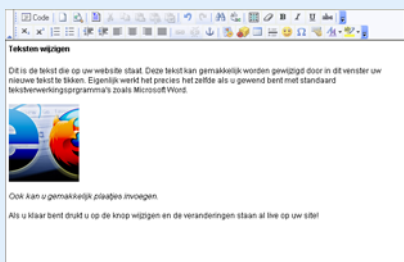 Code
Teksten wijzigen
Dit is de tekst die op uw website staat. Deze tekst kan gemakkelijk worden gewijzigd door in dit venster uw
nieuwe tekst te tikken. Eigenlijk werkt het precies het zelfde als u gewend bent met standaard
tekstverwerkingsprgramma's zoals Microsoft Word.
Ook kan u gemakkelijk plaatjes invoegen.
Als u klaar bent drukt u op de knop wijzigen en de veranderingen staan al live op uw site!